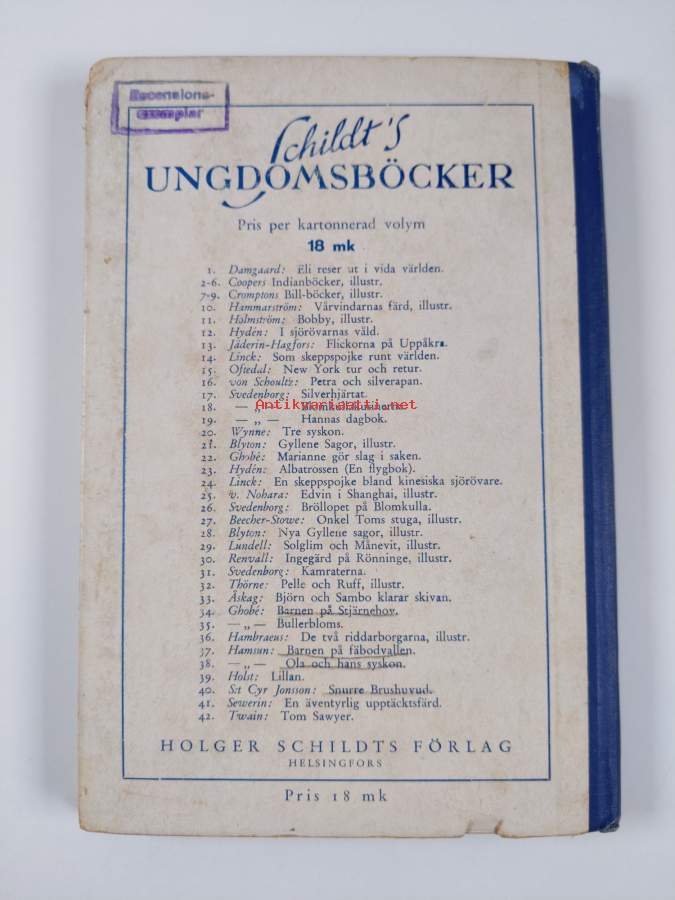 Recensions-
exemplar
Schildt's
UNGDOMSBÖCKER
Pris per kartonnerad volym
18 mk
1. Damgaard: Eli reser ut i vida världen.
2-6. Coopers Indianböcker, illustr.
7-9. Cromptons Bill-böcker, illustr.
10. Hammarström: Vårvindarnas färd, illustr.
11. Holmström: Bobby, illustr.
12. Hydén: I sjörövarnas våld.
13. Jäderin-Hagfors: Flickorna på Uppåkra.
14. Linck: Som skeppspojke runt världen.
15. Oftedal: New York tur och retur.
16. von Schoultz: Petra och silverapan.
17. Svedenborg: Silverhjärtat.
Antikvariaatti.net
18. — „ —
19. — „ — Hannas dagbok.
20. Wynne: Tre syskon.
21. Blyton: Gyllene Sagor, illustr.
22. Ghobé: Marianne gör slag i saken.
23. Hydén: Albatrossen (En flygbok).
24. Linck: En skeppspojke bland kinesiska sjörövare.
25. v. Nohara: Edvin i Shanghai, illustr.
26. Svedenborg: Bröllopet på Blomkulla.
27. Beecher-Stowe: Onkel Toms stuga, illustr.
28. Blyton: Nya Gyllene sagor, illustr.
29. Lundell: Solglim och Månevit, illustr.
30. Renvall: Ingegärd på Rönninge, illustr.
31. Svedenborg: Kamraterna.
32. Thörne: Pelle och Ruff, illustr.
33. Åskag: Björn och Sambo klarar skivan.
34. Ghobé: Barnen på Stjärnehov.
35. — „ — Bullerbloms.
36. Hambraeus: De två riddarborgarna, illustr.
37. Hamsun: Barnen på fäbodvallen.
38. — „ — Ola och hans syskon.
39. Holst: Lillan.
40. S:t Cyr Jonsson: Snurre Brushuvud.
41. Sewerin: En äventyrlig upptäcktsfärd.
42. Twain: Tom Sawyer.
HOLGER SCHILDTS FÖRLAG
HELSINGFORS
Pris 18 mk